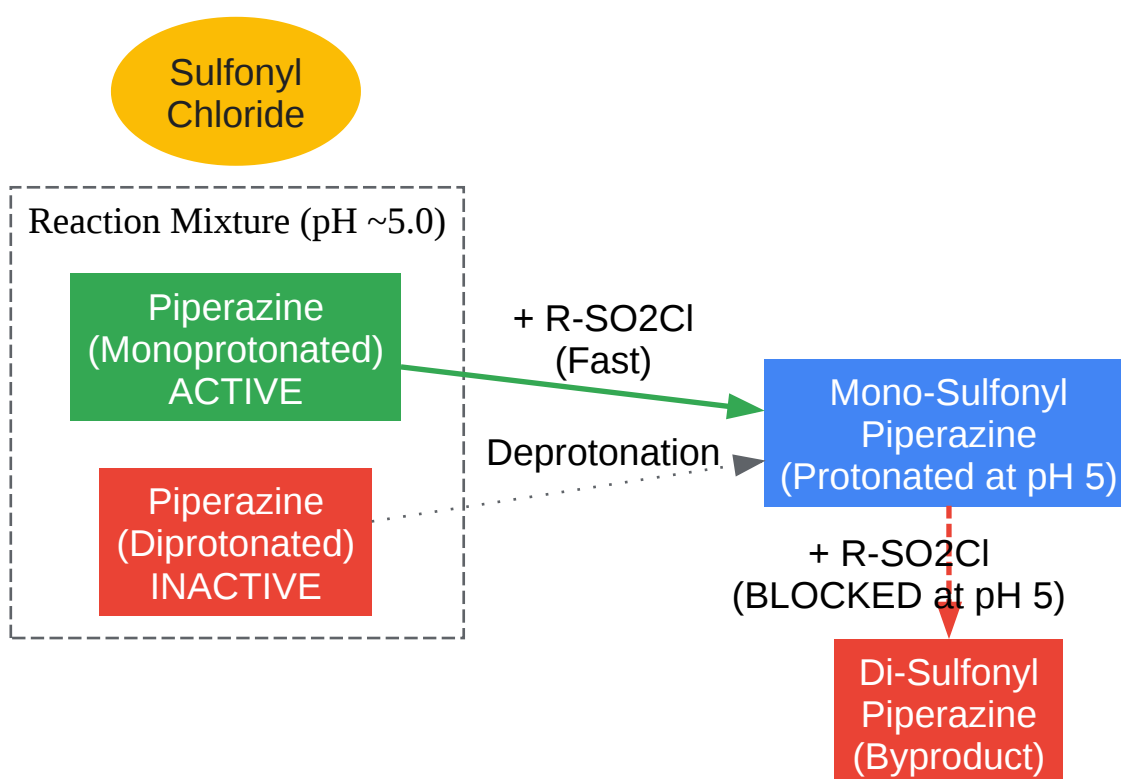 Sulfonyl
Chloride
Reaction Mixture (pH ~5.0)
Piperazine
(Monoprotonated)
ACTIVE
+ R-SO2Cl
(Fast)
Mono-Sulfonyl
Piperazine
(Protonated at pH 5)
Deprotonation
Piperazine
(Diprotonated)
INACTIVE
+ R-SO2Cl
(BLOCKED at pH 5)
Di-Sulfonyl
Piperazine
(Byproduct)